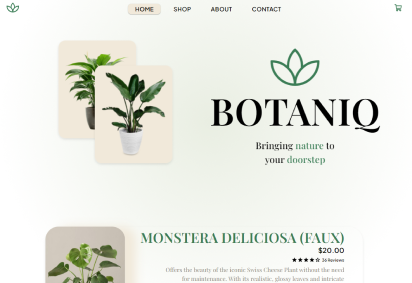 HOME SHOP ABOUT CONTACT
BOTANIQ
Bringing nature to
your doorstep
MONSTERA DELICIOSA (FAUX)
$20.00
36 Reviews
Offers the beauty of the iconic Swiss Cheese Plant without the need
for maintenance. With its realistic, glossy leaves and intricate